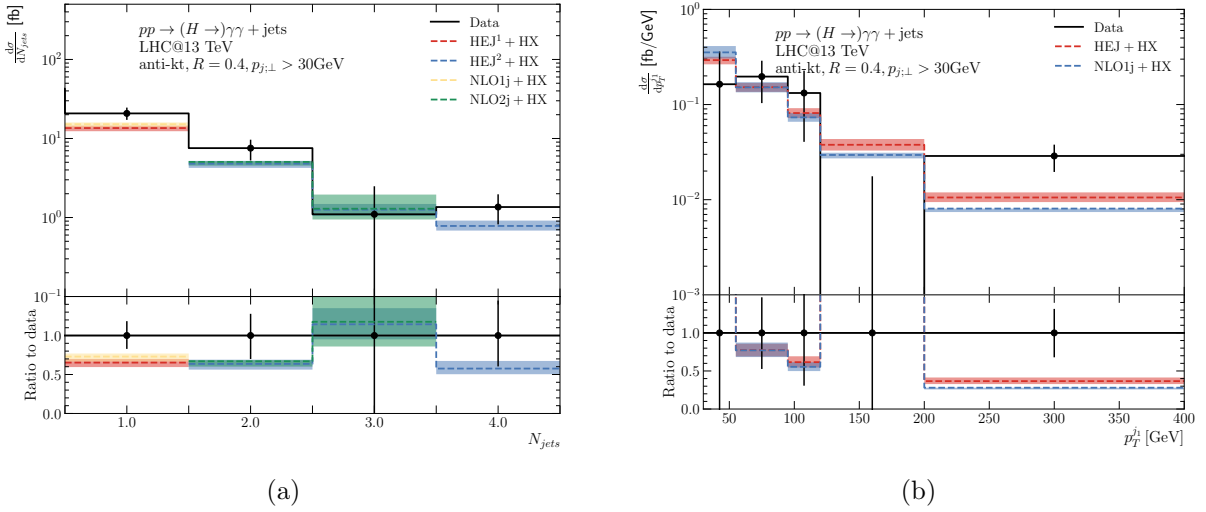 dσ/dN_jets [fb]
pp → (H →)γγ + jets
LHC@13 TeV
anti-kt, R = 0.4, p_j;⊥ > 30GeV
Data
HEJ¹ + HX
HEJ² + HX
NLO1j + HX
NLO2j + HX
10²
10¹
10⁰
10⁻¹
Ratio to data
1.0
0.5
0.0
1.0 2.0 3.0 4.0
N_jets
(a)
dσ/dp_T^j₁ [fb/GeV]
pp → (H →)γγ + jets
LHC@13 TeV
anti-kt, R = 0.4, p_j;⊥ > 30GeV
Data
HEJ + HX
NLO1j + HX
10⁰
10⁻¹
10⁻²
10⁻³
Ratio to data
1.0
0.5
0.0
50 100 150 200 250 300 350 400
p_T^j₁ [GeV]
(b)